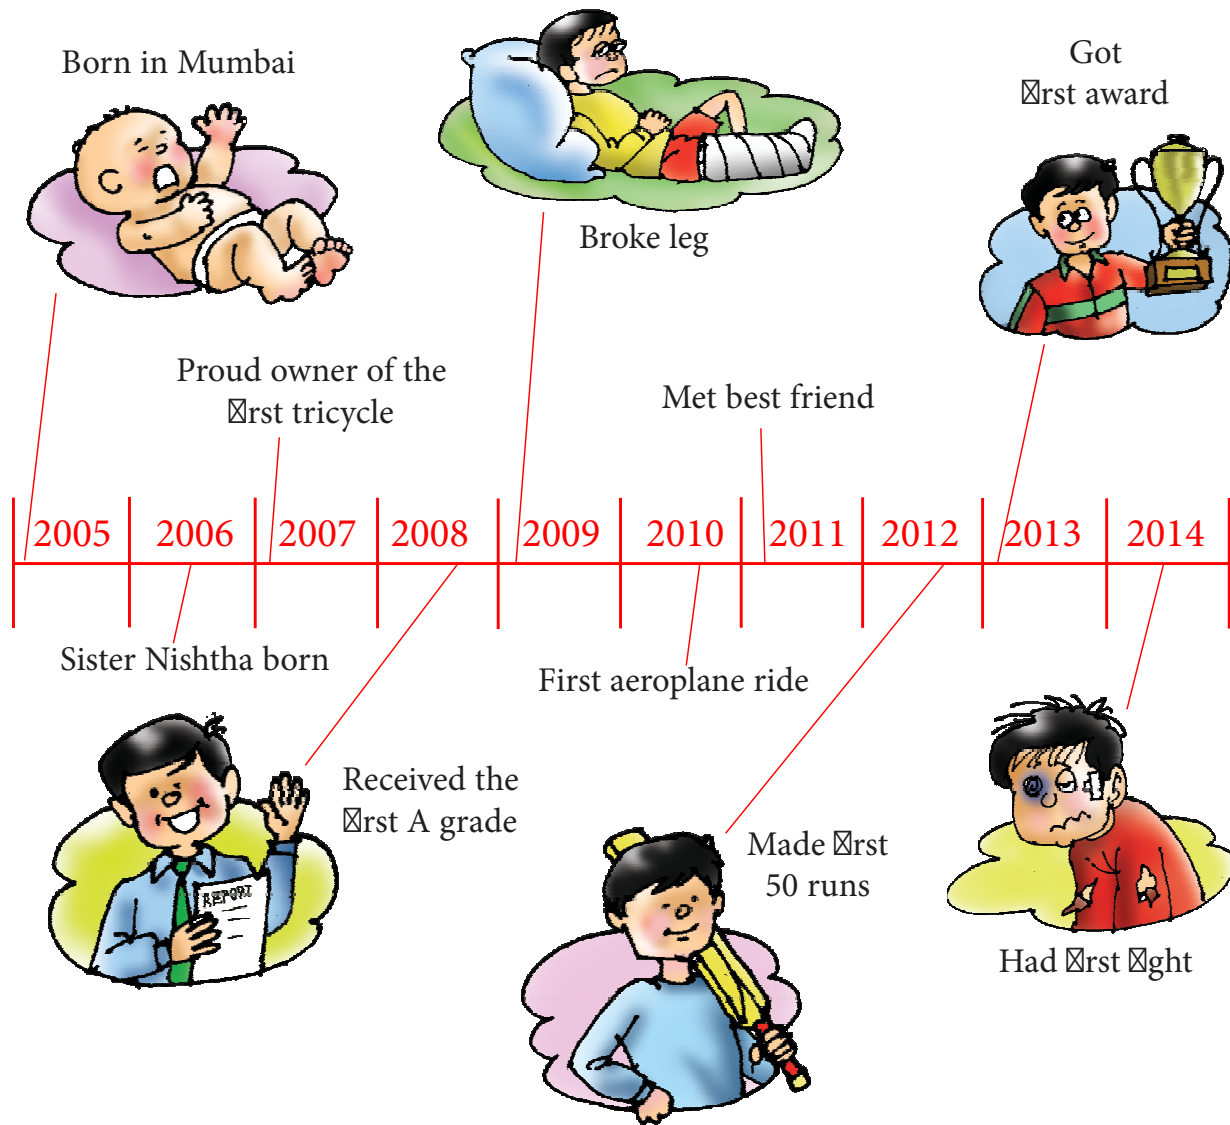 Born in Mumbai
Got
☒rst award
Broke leg
Proud owner of the
☒rst tricycle
Met best friend
2005 2006 2007 2008 2009 2010 2011 2012 2013 2014
Sister Nishtha born
First aeroplane ride
Received the
☒rst A grade
REPORT
Made ☒rst
50 runs
Had ☒rst ☒ght